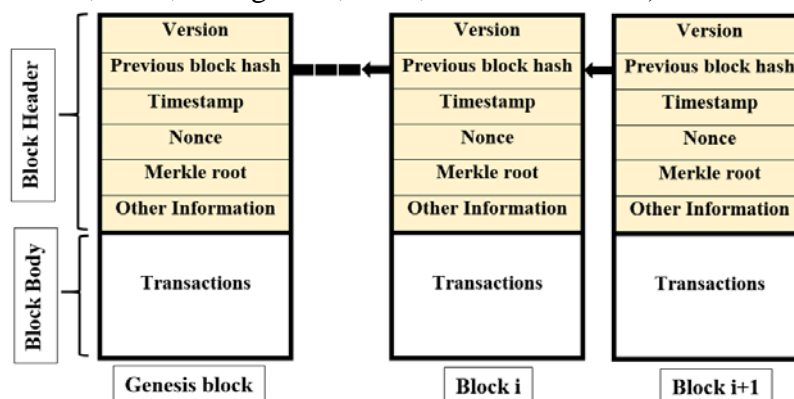 Block Header
Version
Previous block hash
Timestamp
Nonce
Merkle root
Other Information
Block Body
Transactions
Genesis block
Version
Previous block hash
Timestamp
Nonce
Merkle root
Other Information
Transactions
Block i
Version
Previous block hash
Timestamp
Nonce
Merkle root
Other Information
Transactions
Block i+1